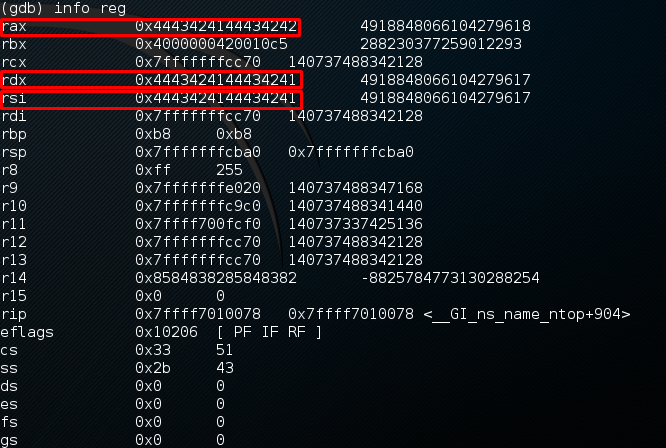 (gdb) info reg
rax 0x4443424144434242 4918848066104279618
rbx 0x4000000420010c5 288230377259012293
rcx 0x7fffffffcc70 140737488342128
rdx 0x4443424144434241 4918848066104279617
rsi 0x4443424144434241 4918848066104279617
rdi 0x7fffffffcc70 140737488342128
rbp 0xb8 0xb8
rsp 0x7fffffffcba0 0x7fffffffcba0
r8 0xff 255
r9 0x7fffffffe020 140737488347168
r10 0x7fffffffc9c0 140737488341440
r11 0x7ffff700fcf0 140737337425136
r12 0x7fffffffcc70 140737488342128
r13 0x7fffffffcc70 140737488342128
r14 0x8584838285848382 -8825784773130288254
r15 0x0 0
rip 0x7ffff7010078 0x7ffff7010078 <__GI_ns_name_ntop+904>
eflags 0x10206 [ PF IF RF ]
cs 0x33 51
ss 0x2b 43
ds 0x0 0
es 0x0 0
fs 0x0 0
gs 0x0 0